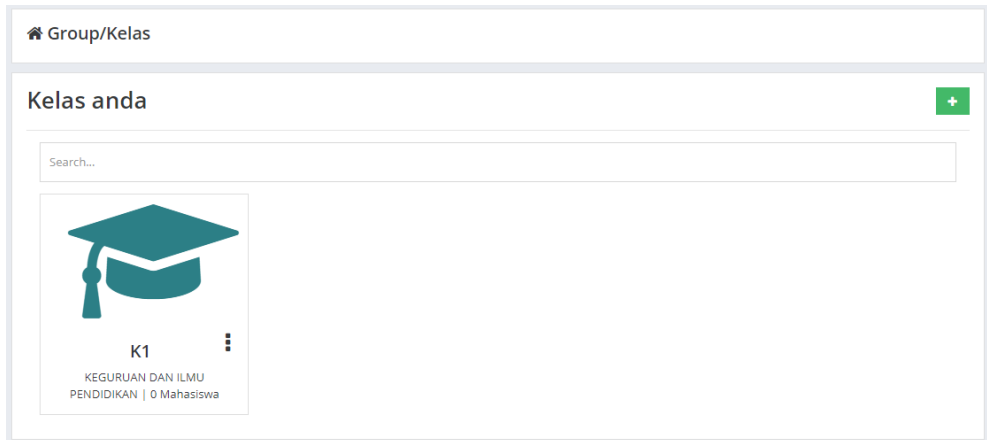 Group/Kelas
Kelas anda
Search...
K1
KEGURUAN DAN ILMU
PENDIDIKAN | 0 Mahasiswa